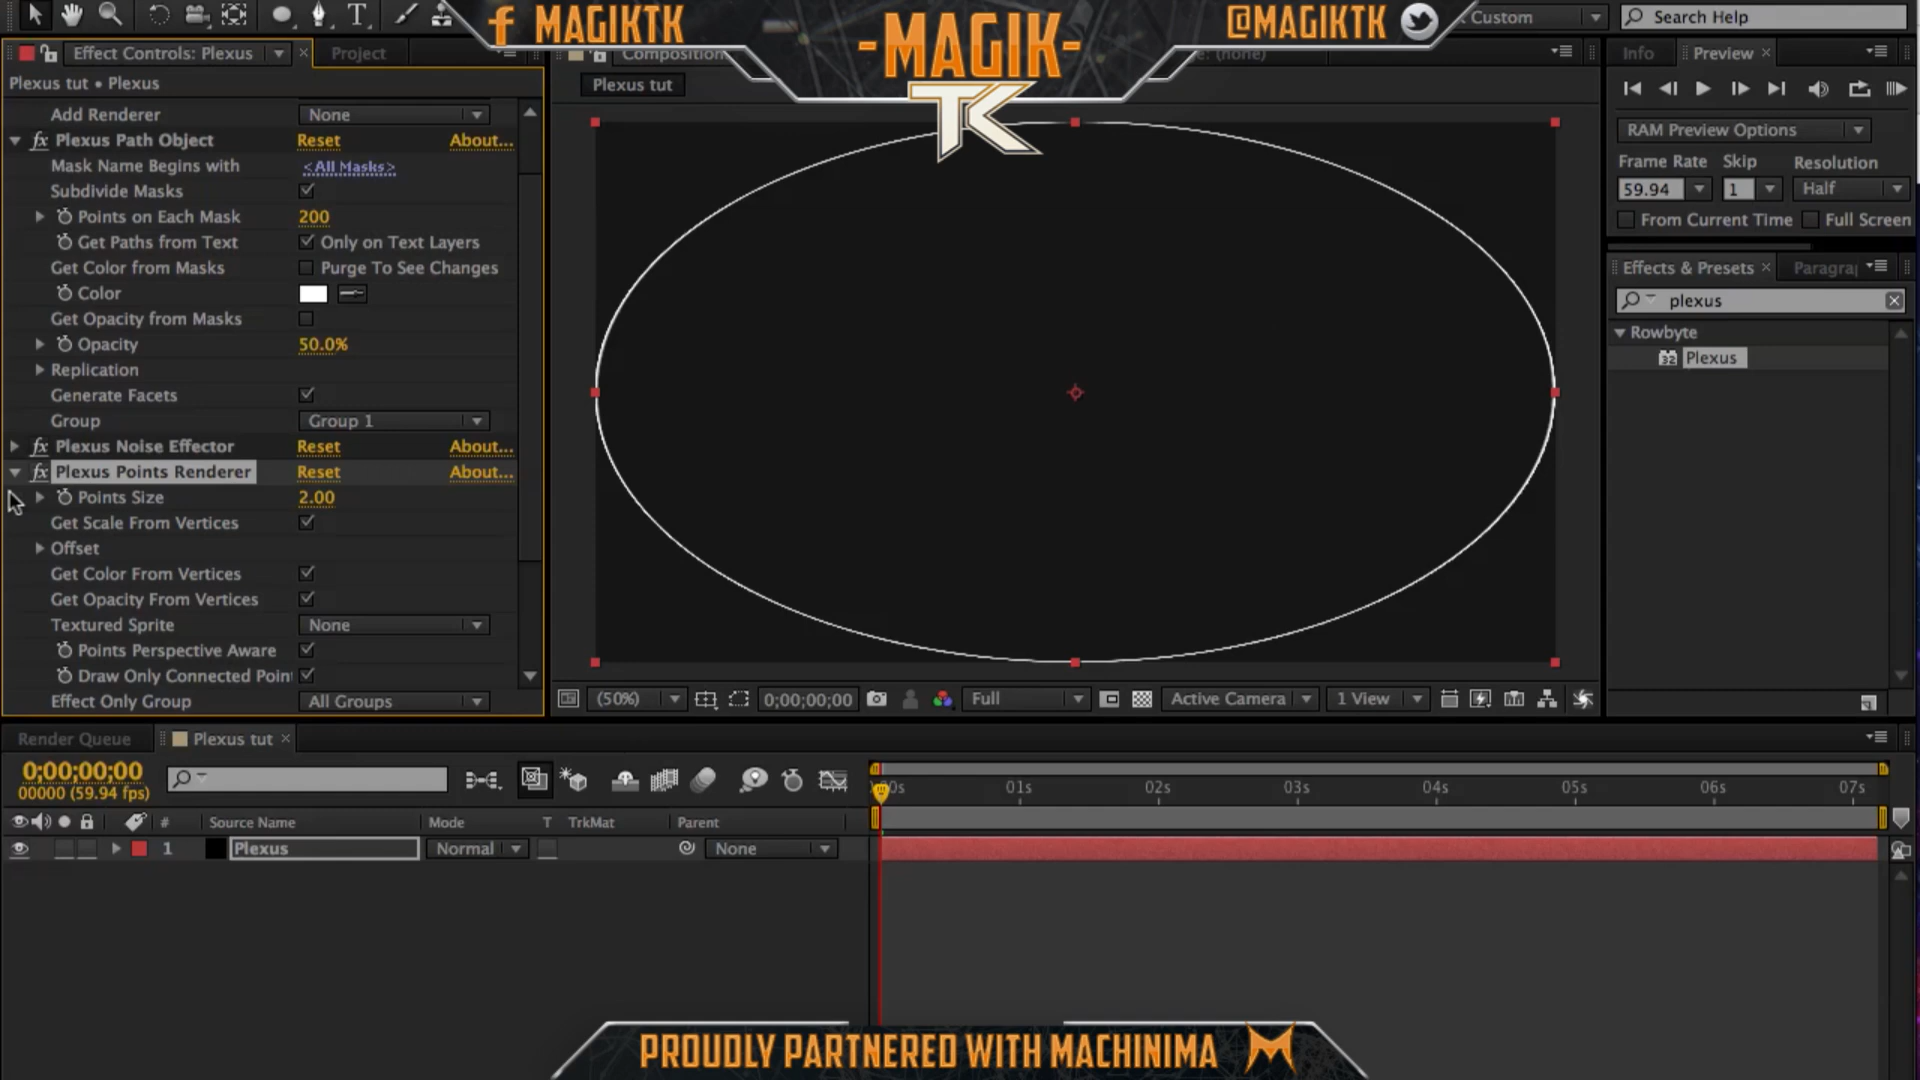 MAGIKTK
-MAGIK-
TK
@MAGIKTK
Custom
Search Help
Effect Controls: Plexus
Project
Composition
: (none)
Info
Preview
Plexus tut • Plexus
Plexus tut
Add Renderer
None
Plexus Path Object
Reset
About...
RAM Preview Options
Mask Name Begins with
<All Masks>
Frame Rate
Skip
Resolution
Subdivide Masks
59.94
1
Half
Points on Each Mask
200
From Current Time
Full Screen
Get Paths from Text
Only on Text Layers
Get Color from Masks
Purge To See Changes
Effects & Presets
Paragra
Color
plexus
Get Opacity from Masks
Rowbyte
Opacity
50.0%
Plexus
Replication
Generate Facets
Group
Group 1
Plexus Noise Effector
Reset
About...
Plexus Points Renderer
Reset
About...
Points Size
2.00
Get Scale From Vertices
Offset
Get Color From Vertices
Get Opacity From Vertices
Textured Sprite
None
Points Perspective Aware
Draw Only Connected Poin
Effect Only Group
All Groups
(50%)
0;00;00;00
Full
Active Camera
1 View
Render Queue
Plexus tut
0;00;00;00
00000 (59.94 fps)
0s
01s
02s
03s
04s
05s
06s
07s
#
Source Name
Mode
T
TrkMat
Parent
1
Plexus
Normal
None
PROUDLY PARTNERED WITH MACHINIMA